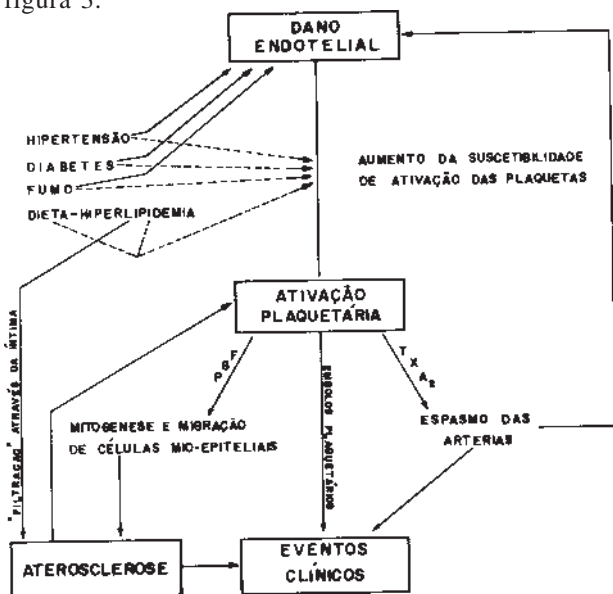 figura 3.
DANO
ENDOTELIAL
HIPERTENSÃO
DIABETES
FUMO
DIETA-HIPERLIPIDEMIA
AUMENTO DA SUSCETIBILIDADE
DE ATIVAÇÃO DAS PLAQUETAS
ATIVAÇÃO
PLAQUETÁRIA
"FILTRAÇÃO" ATRAVÉS DA ÍNTIMA
PGF
EMBOLOS PLAQUETÁRIOS
TXA2
MITOGENESE E MIGRAÇÃO
DE CÉLULAS MIO-EPITELIAIS
ESPASMO DAS
ARTERIAS
ATEROSCLEROSE
EVENTOS
CLÍNICOS